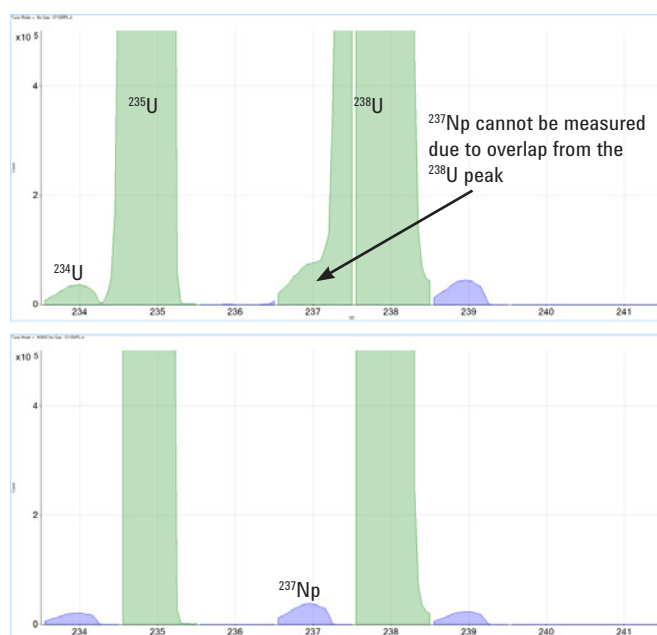 x10 5
4
²³⁵U
²³⁸U
²³⁷Np cannot be measured
due to overlap from the
²³⁸U peak
2
²³⁴U
0
234 235 236 237 238 239 240 241
x10 5
4
2
²³⁷Np
0
234 235 236 237 238 239 240 241